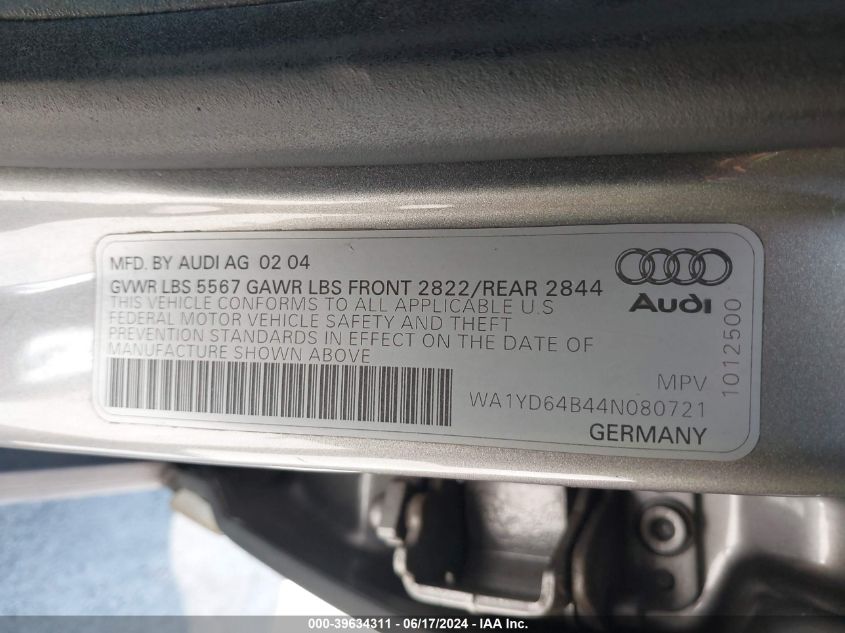 MFD. BY AUDI AG 02 04
GVWR LBS 5567 GAWR LBS FRONT 2822/REAR 2844
THIS VEHICLE CONFORMS TO ALL APPLICABLE U.S
FEDERAL MOTOR VEHICLE SAFETY AND THEFT
PREVENTION STANDARDS IN EFFECT ON THE DATE OF
MANUFACTURE SHOWN ABOVE
Audi
MPV
1012500
WA1YD64B44N080721
GERMANY
000-39634311 - 06/17/2024 - IAA Inc.